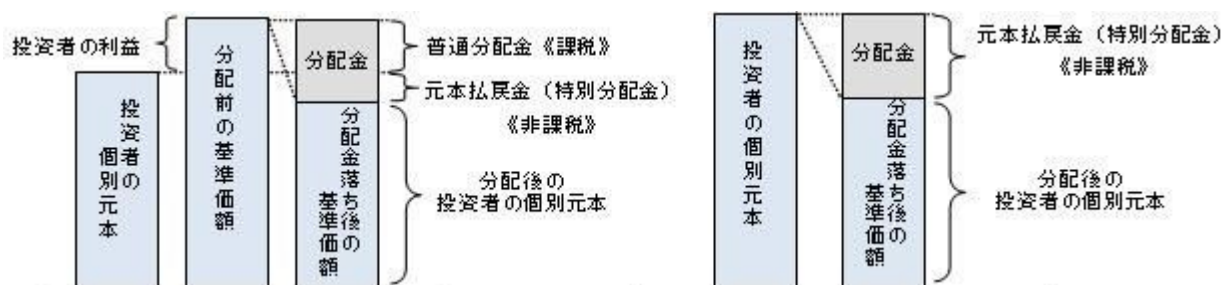 投資者の利益
投資者の
個別元本
分配前の基準価額
分配金
分配金落ち後の
基準価額
普通分配金《課税》
元本払戻金（特別分配金）
《非課税》
分配後の
投資者の個別元本
投資者の個別元本
分配金
分配金落ち後の
基準価額
元本払戻金（特別分配金）
《非課税》
分配後の
投資者の個別元本